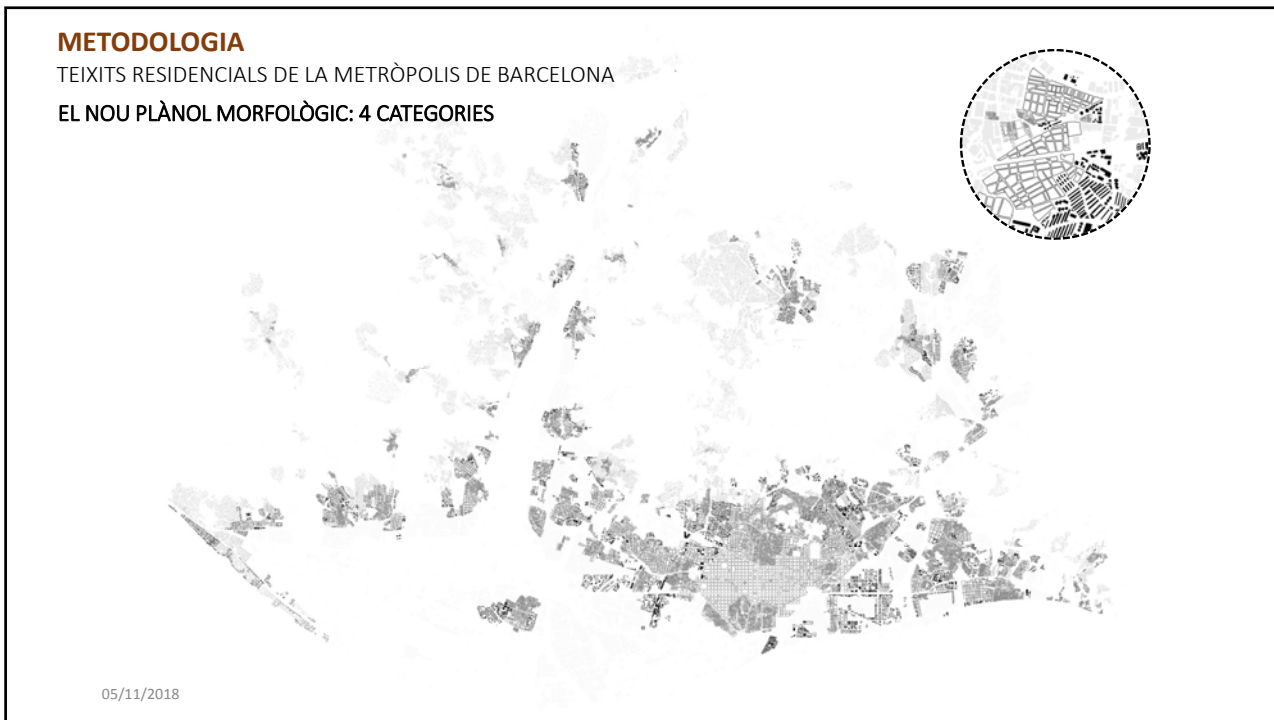 METODOLOGIA
TEIXITS RESIDENCIALS DE LA METRÒPOLIS DE BARCELONA
EL NOU PLÀNOL MORFOLÒGIC: 4 CATEGORIES
05/11/2018